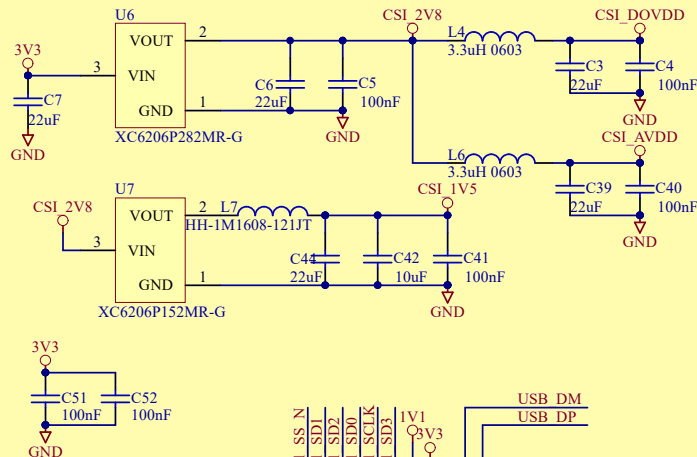 U6
CSI_2V8
CSI_DOVDD
3V3
VOUT
2
L4
3.3uH 0603
3
VIN
C7
22uF
C6
22uF
C5
100nF
C3
22uF
C4
100nF
GND
1
GND
XC6206P282MR-G
GND
GND
CSI_AVDD
L6
3.3uH 0603
U7
CSI_1V5
C39
22uF
C40
100nF
CSI_2V8
VOUT
2
L7
HH-1M1608-121JT
GND
3
VIN
C44
22uF
C42
10uF
C41
100nF
GND
1
XC6206P152MR-G
GND
3V3
C51
100nF
C52
100nF
GND
SS_N
SD1
SD2
SD0
SCLK
SD3
1V1
3V3
USB_DM
USB_DP